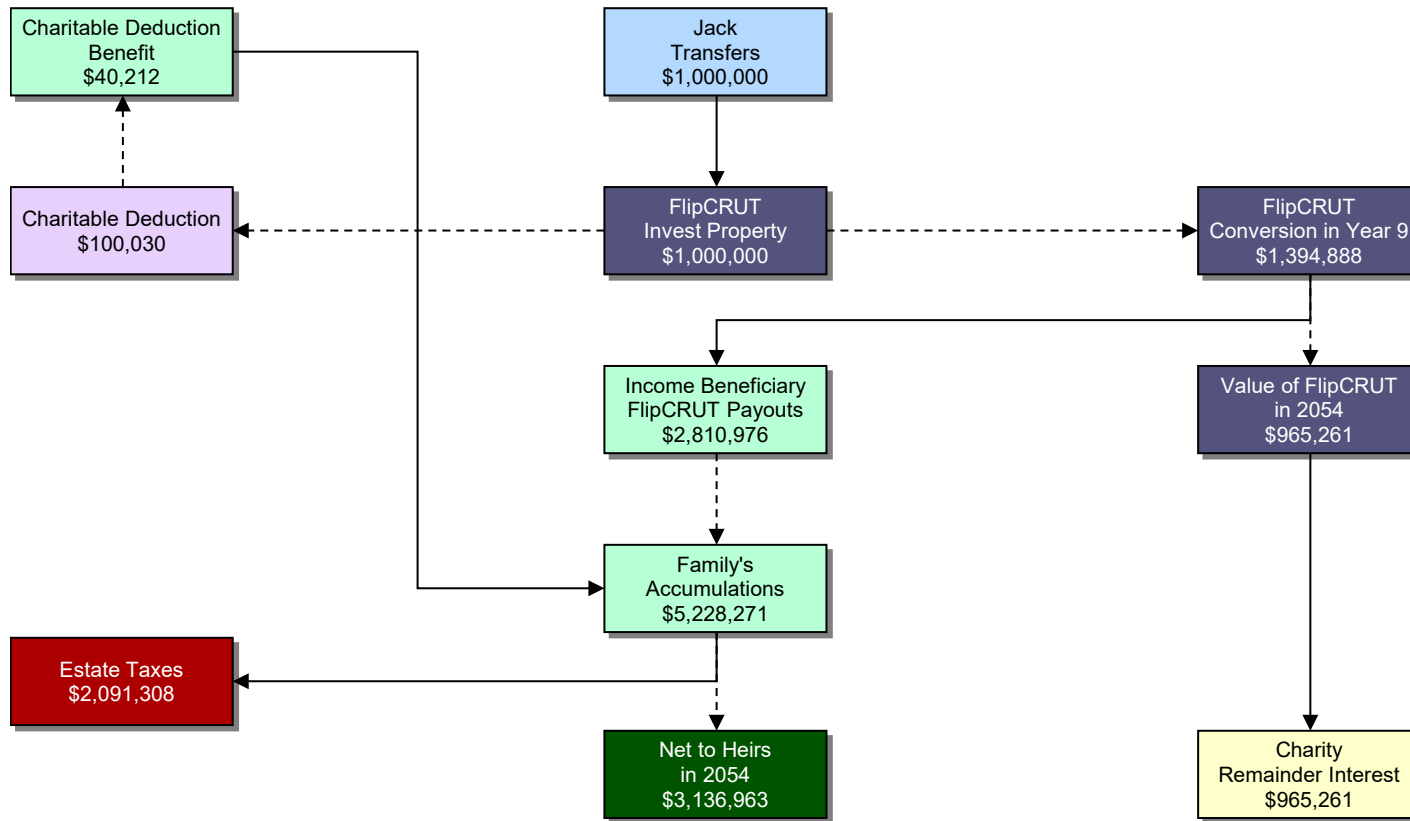 Charitable Deduction
Benefit
$40,212
Jack
Transfers
$1,000,000
Charitable Deduction
$100,030
FlipCRUT
Invest Property
$1,000,000
FlipCRUT
Conversion in Year 9
$1,394,888
Income Beneficiary
FlipCRUT Payouts
$2,810,976
Value of FlipCRUT
in 2054
$965,261
Family's
Accumulations
$5,228,271
Estate Taxes
$2,091,308
Net to Heirs
in 2054
$3,136,963
Charity
Remainder Interest
$965,261